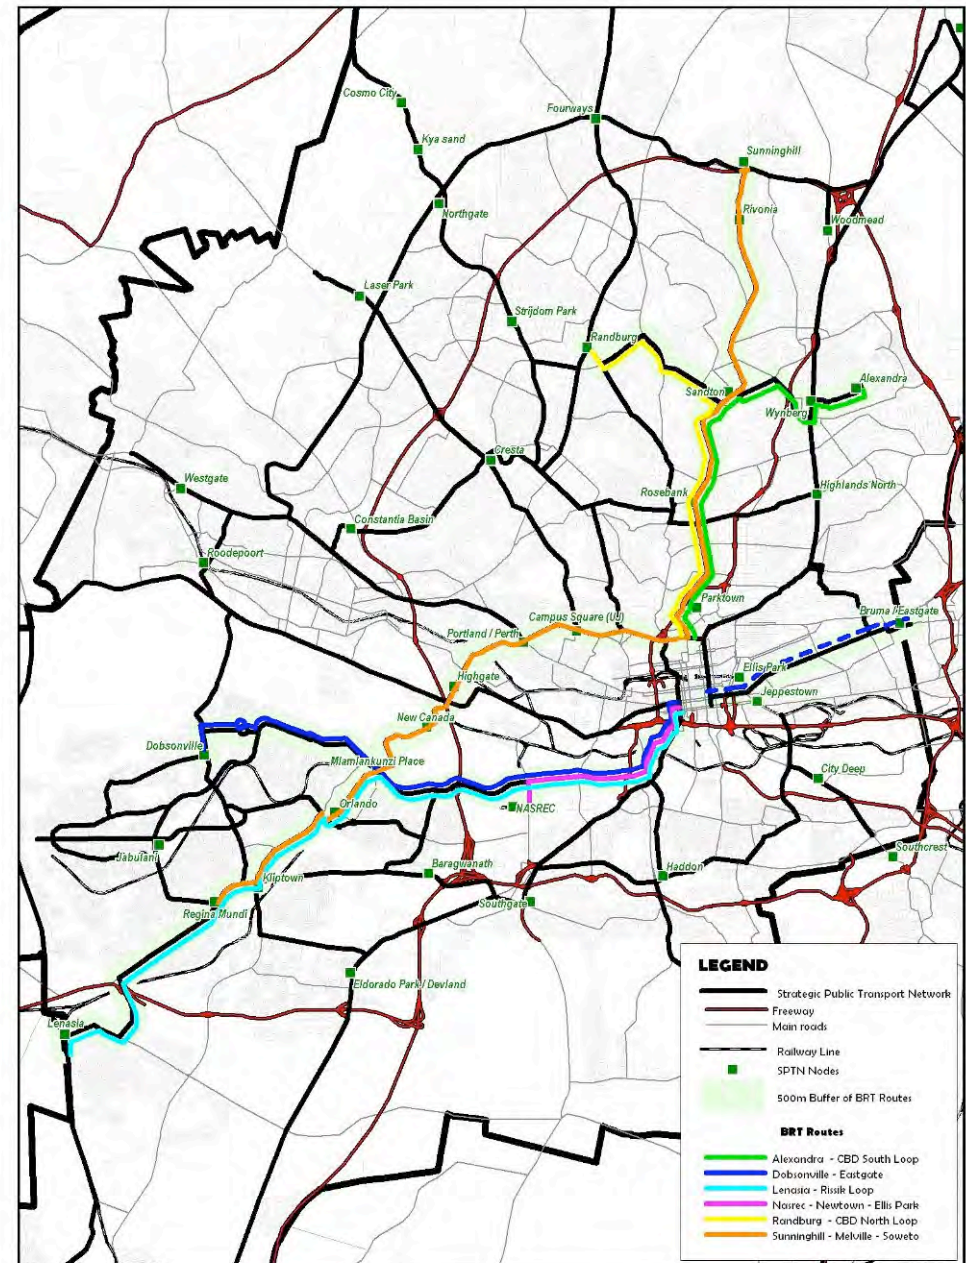 Cosmo City
Fourways
Kya sand
Sunninghill
Northgate
Rivonia
Woodmead
Laser Park
Strijdom Park
Randburg
Sandton
Alexandra
Wynberg
Cresta
Westgate
Rosebank
Highlands North
Constantia Basin
Roodepoort
Parktown
Campus Square (UJ)
Bruma / Eastgate
Portland / Perth
Ellis Park
Highgate
Jeppestown
New Canada
Dobsonville
Mlamlankunzi Place
City Deep
Orlando
NASREC
Jabulani
Southcrest
Baragwanath
Haddon
Kliptown
Southgate
Regina Mundi
Eldorado Park / Devland
Lenasia
LEGEND
Strategic Public Transport Network
Freeway
Main roads
Railway Line
SPTN Nodes
500m Buffer of BRT Routes
BRT Routes
Alexandra - CBD South Loop
Dobsonville - Eastgate
Lenasia - Rissik Loop
Nasrec - Newtown - Ellis Park
Randburg - CBD North Loop
Sunninghill - Melville - Soweto